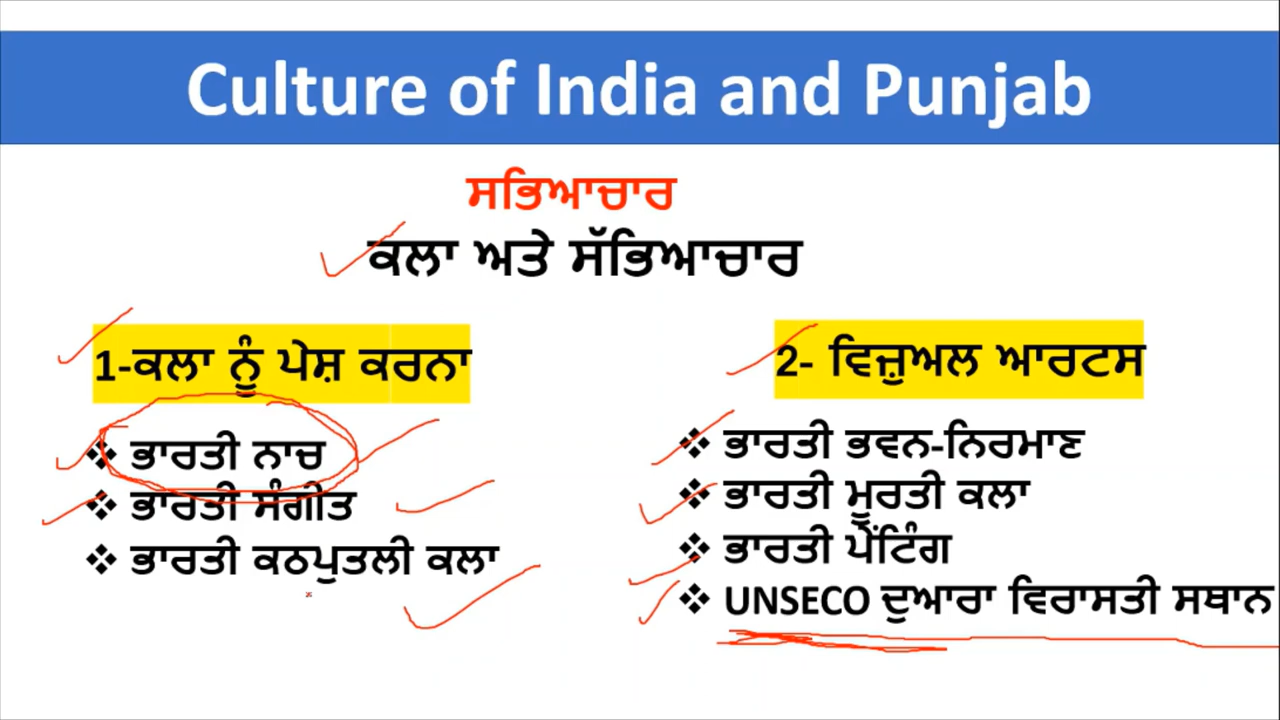 Culture of India and Punjab
ਸਭਿਆਚਾਰ
ਕਲਾ ਅਤੇ ਸੱਭਿਆਚਾਰ
1-ਕਲਾ ਨੂੰ ਪੇਸ਼ ਕਰਨਾ
❖ ਭਾਰਤੀ ਨਾਚ
❖ ਭਾਰਤੀ ਸੰਗੀਤ
❖ ਭਾਰਤੀ ਕਠਪੁਤਲੀ ਕਲਾ
2- ਵਿਜ਼ੁਅਲ ਆਰਟਸ
❖ ਭਾਰਤੀ ਭਵਨ-ਨਿਰਮਾਣ
❖ ਭਾਰਤੀ ਮੂਰਤੀ ਕਲਾ
❖ ਭਾਰਤੀ ਪੇਂਟਿੰਗ
❖ UNSECO ਦੁਆਰਾ ਵਿਰਾਸਤੀ ਸਥਾਨ